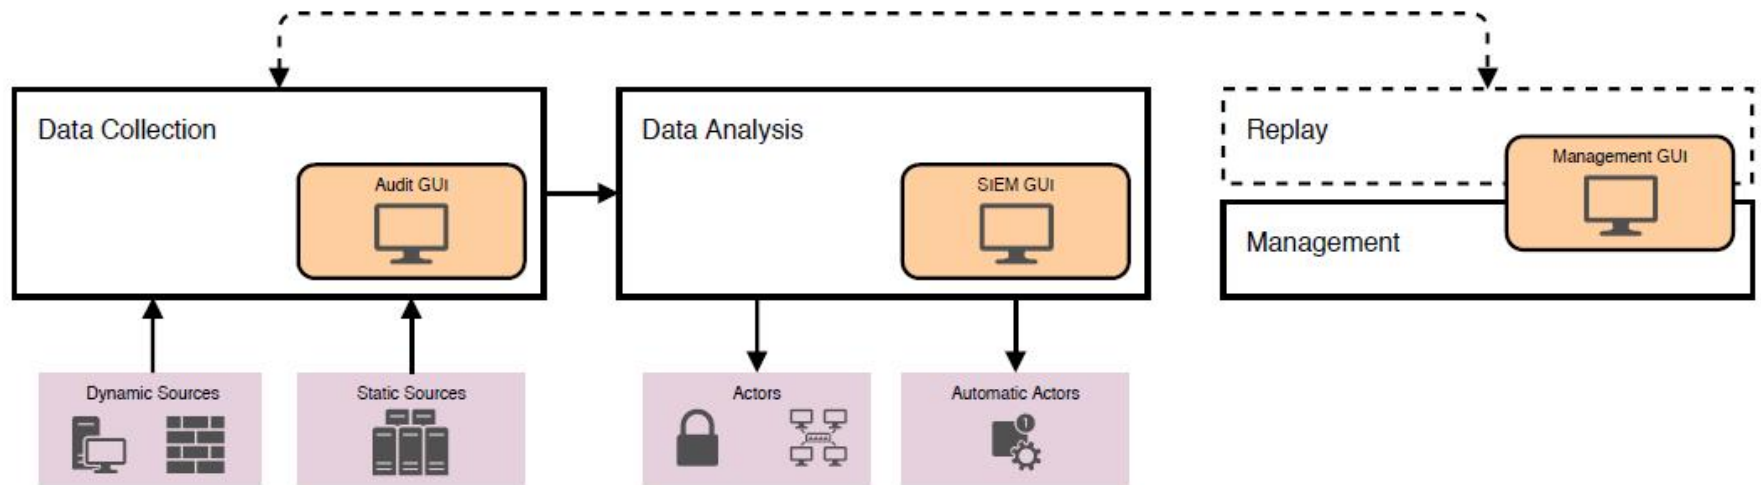 Data Collection
Audit GUI
Data Analysis
SIEM GUI
Replay
Management GUI
Management
Dynamic Sources
Static Sources
Actors
Automatic Actors
1